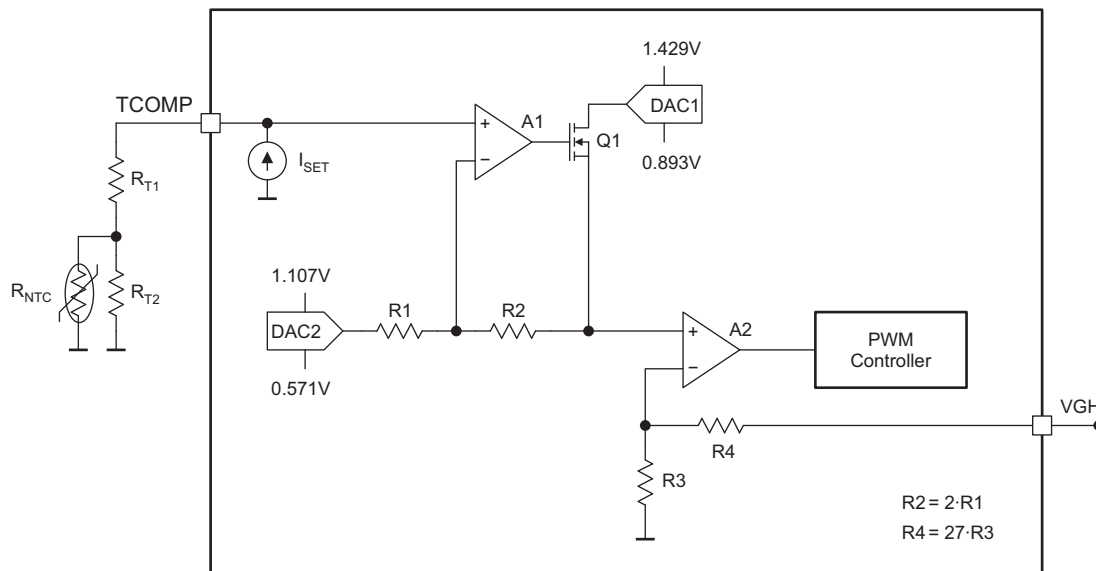 1.429V
TCOMP
DAC1
A1
+
Q1
−
0.893V
I_SET
R_T1
1.107V
R_NTC
R_T2
R1
R2
DAC2
A2
+
PWM
Controller
0.571V
−
VGH
R4
R3
R2 = 2·R1
R4 = 27·R3